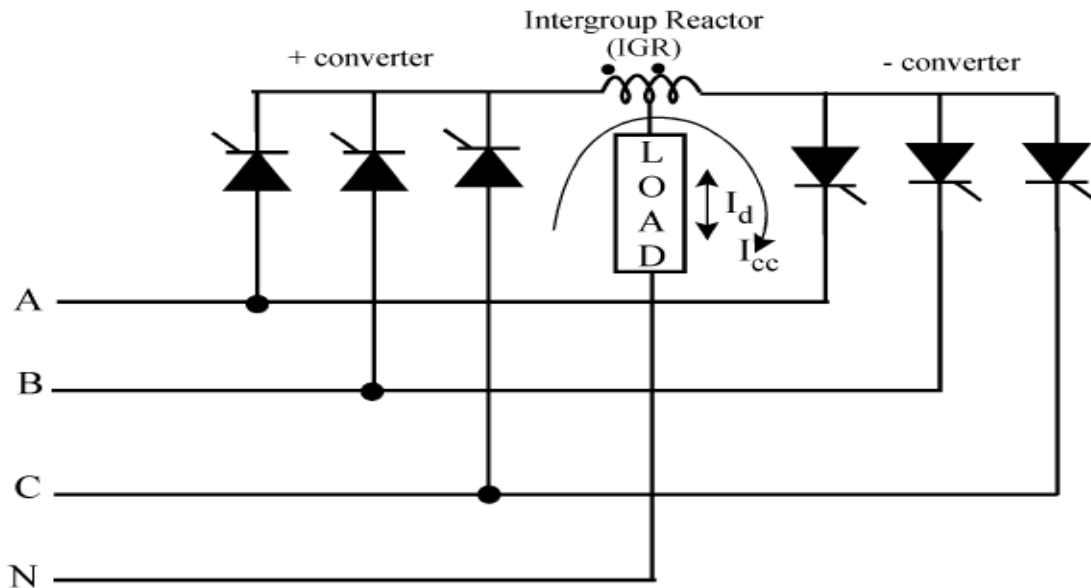 Intergroup Reactor
(IGR)
+ converter
- converter
L
O
A
D
I_d
I_cc
A
B
C
N